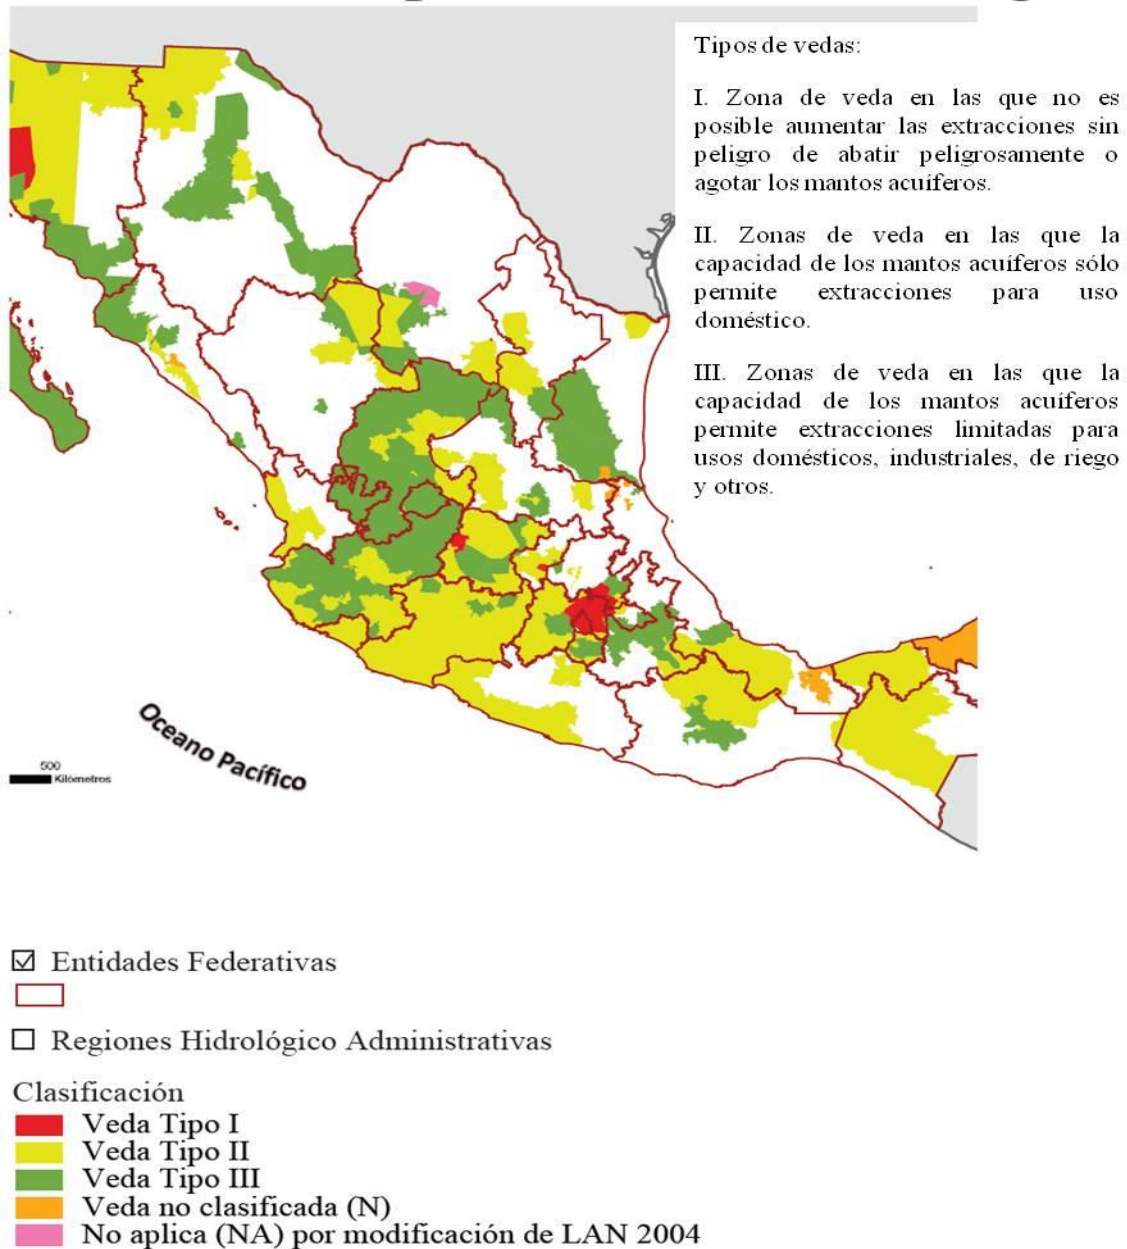 Tipos de vedas:
I. Zona de veda en las que no es
posible aumentar las extracciones sin
peligro de abatir peligrosamente o
agotar los mantos acuíferos.
II. Zonas de veda en las que la
capacidad de los mantos acuíferos sólo
permite extracciones para uso
doméstico.
III. Zonas de veda en las que la
capacidad de los mantos acuíferos
permite extracciones limitadas para
usos domésticos, industriales, de riego
y otros.
Oceano Pacífico
500
Kilómetros
Entidades Federativas
Regiones Hidrológico Administrativas
Clasificación
Veda Tipo I
Veda Tipo II
Veda Tipo III
Veda no clasificada (N)
No aplica (NA) por modificación de LAN 2004